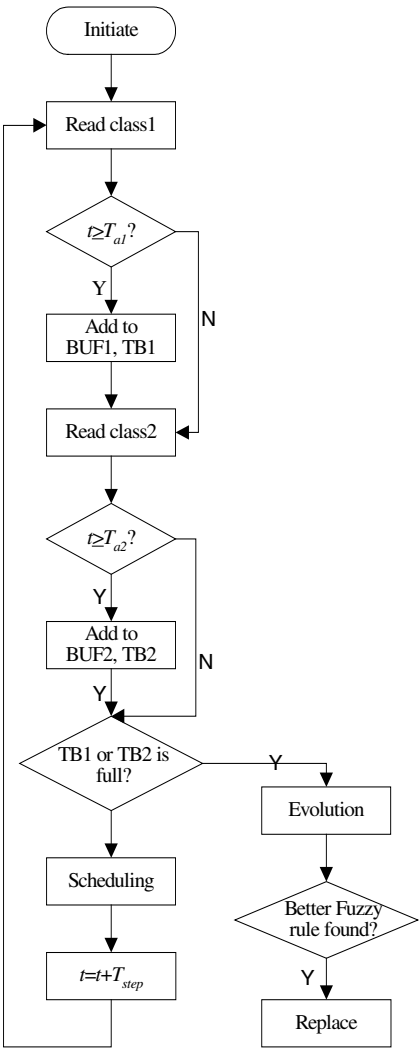 Initiate
Read class1
t≥Ta1?
Y
N
Add to
BUF1, TB1
Read class2
t≥Ta2?
Y
N
Add to
BUF2, TB2
Y
TB1 or TB2 is
full?
Y
Evolution
Scheduling
Better Fuzzy
rule found?
t=t+Tstep
Y
Replace